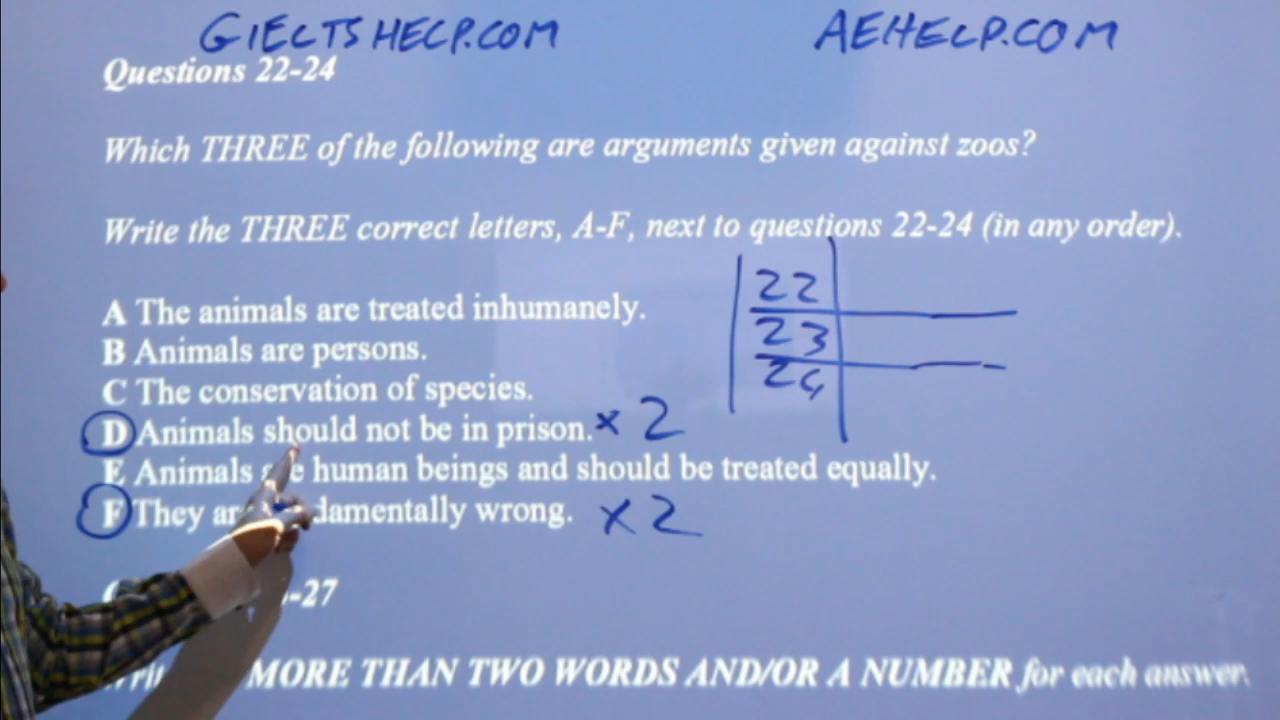 GIELTSHELP.COM AEHELP.COM
Questions 22-24
Which THREE of the following are arguments given against zoos?
Write the THREE correct letters, A-F, next to questions 22-24 (in any order).
22
23
24
A The animals are treated inhumanely.
B Animals are persons.
C The conservation of species.
D Animals should not be in prison. × 2
E Animals human beings and should be treated equally.
F They wrong. × 2
-27
MORE THAN TWO WORDS AND/OR A NUMBER for each answer.